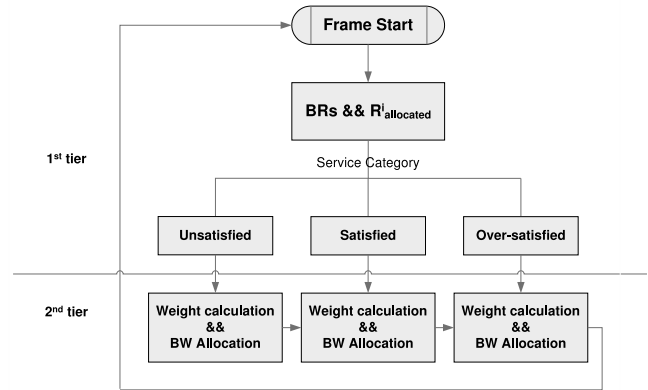 Frame Start
BRs && Rⁱallocated
Service Category
1st tier
Unsatisfied
Satisfied
Over-satisfied
2nd tier
Weight calculation
&&
BW Allocation
Weight calculation
&&
BW Allocation
Weight calculation
&&
BW Allocation